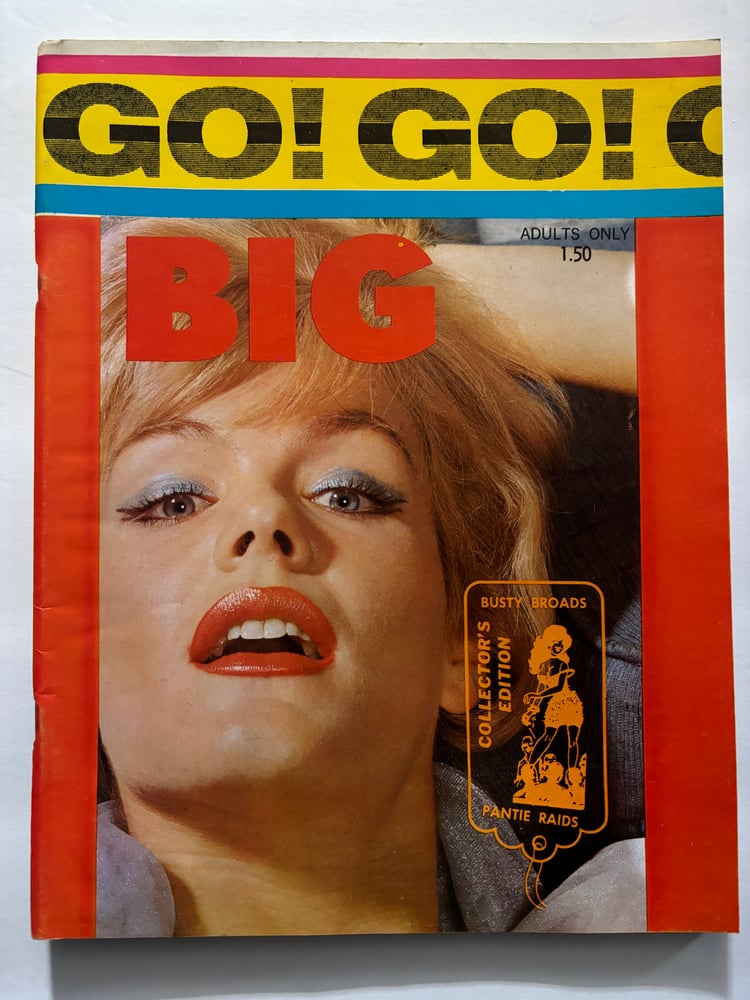 GO! GO! G
BIG
ADULTS ONLY
1.50
BUSTY BROADS
COLLECTOR'S
EDITION
PANTIE RAIDS